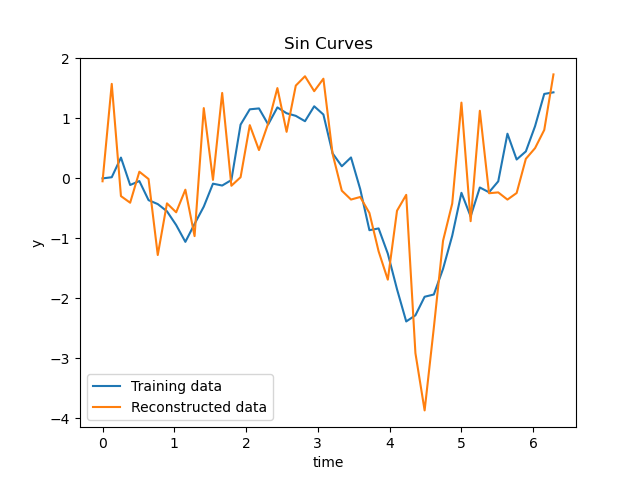 Sin Curves
2
1
0
−1
−2
−3
−4
y
Training data
Reconstructed data
0 1 2 3 4 5 6
time